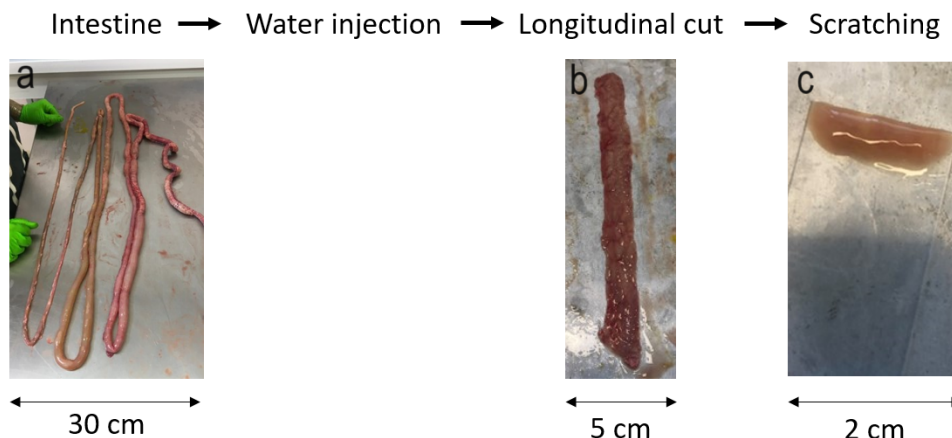 Intestine → Water injection → Longitudinal cut → Scratching
a
b
c
30 cm
5 cm
2 cm